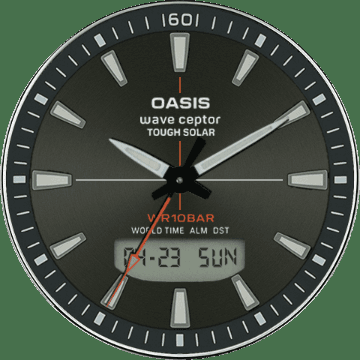 60
OASIS
wave ceptor
TOUGH SOLAR
WR10BAR
WORLD TIME ALM DST
04-23 SUN